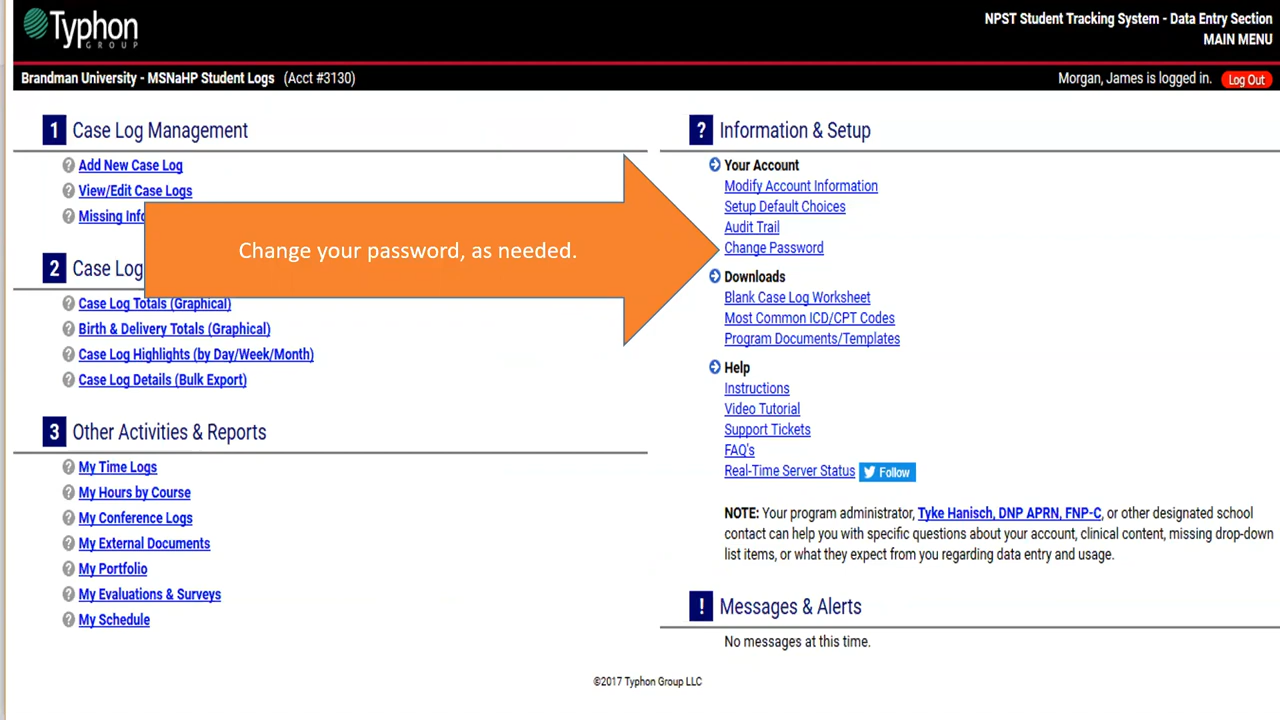 Typhon
GROUP
NPST Student Tracking System - Data Entry Section
MAIN MENU
Brandman University - MSNaHP Student Logs (Acct #3130)
Morgan, James is logged in. Log Out
1 Case Log Management
? Add New Case Log
? View/Edit Case Logs
? Missing Info
2 Case Log
? Case Log Totals (Graphical)
? Birth & Delivery Totals (Graphical)
? Case Log Highlights (by Day/Week/Month)
? Case Log Details (Bulk Export)
3 Other Activities & Reports
? My Time Logs
? My Hours by Course
? My Conference Logs
? My External Documents
? My Portfolio
? My Evaluations & Surveys
? My Schedule
Change your password, as needed.
? Information & Setup
Your Account
Modify Account Information
Setup Default Choices
Audit Trail
Change Password
Downloads
Blank Case Log Worksheet
Most Common ICD/CPT Codes
Program Documents/Templates
Help
Instructions
Video Tutorial
Support Tickets
FAQ's
Real-Time Server Status Follow
NOTE: Your program administrator, Tyke Hanisch, DNP APRN, FNP-C, or other designated school
contact can help you with specific questions about your account, clinical content, missing drop-down
list items, or what they expect from you regarding data entry and usage.
! Messages & Alerts
No messages at this time.
©2017 Typhon Group LLC